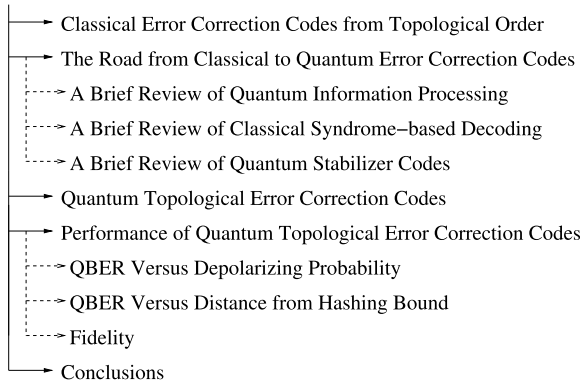 Classical Error Correction Codes from Topological Order
The Road from Classical to Quantum Error Correction Codes
A Brief Review of Quantum Information Processing
A Brief Review of Classical Syndrome−based Decoding
A Brief Review of Quantum Stabilizer Codes
Quantum Topological Error Correction Codes
Performance of Quantum Topological Error Correction Codes
QBER Versus Depolarizing Probability
QBER Versus Distance from Hashing Bound
Fidelity
Conclusions